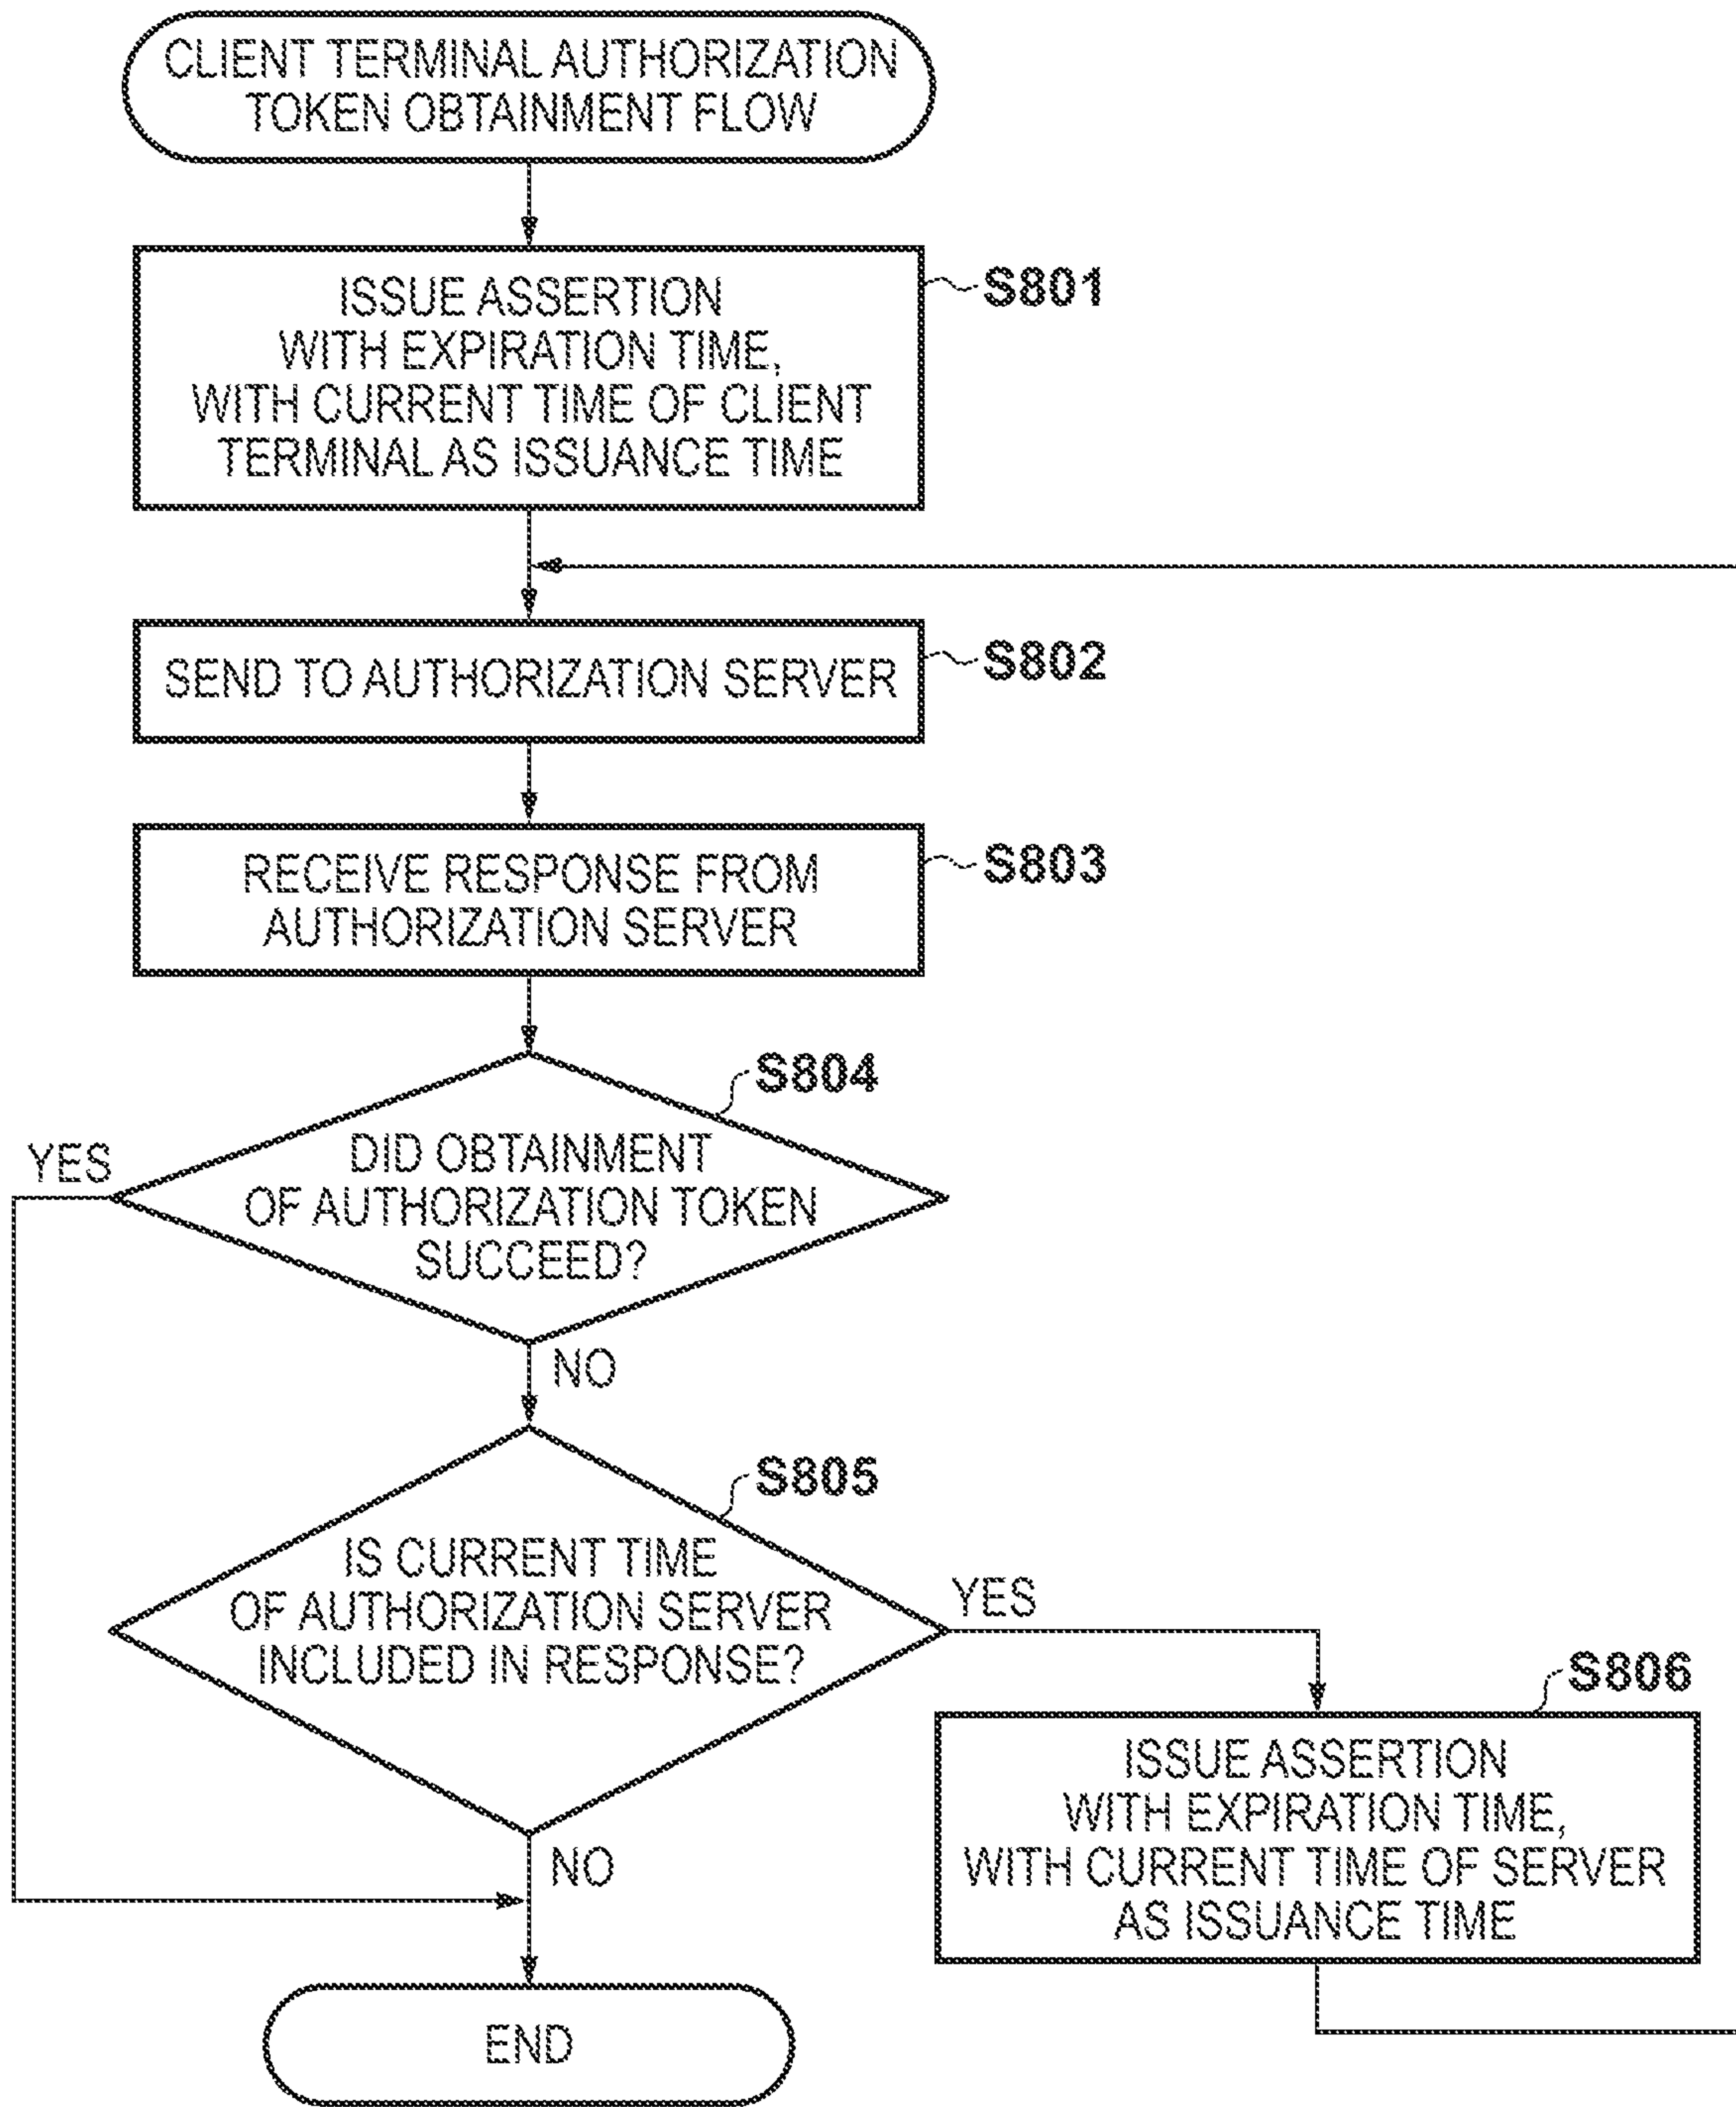 CLIENT TERMINAL AUTHORIZATION
TOKEN OBTAINMENT FLOW
ISSUE ASSERTION
WITH EXPIRATION TIME,
WITH CURRENT TIME OF CLIENT
TERMINAL AS ISSUANCE TIME
S801
SEND TO AUTHORIZATION SERVER
S802
RECEIVE RESPONSE FROM
AUTHORIZATION SERVER
S803
S804
DID OBTAINMENT
OF AUTHORIZATION TOKEN
SUCCEED?
YES
NO
S805
IS CURRENT TIME
OF AUTHORIZATION SERVER
INCLUDED IN RESPONSE?
YES
NO
S806
ISSUE ASSERTION
WITH EXPIRATION TIME,
WITH CURRENT TIME OF SERVER
AS ISSUANCE TIME
END